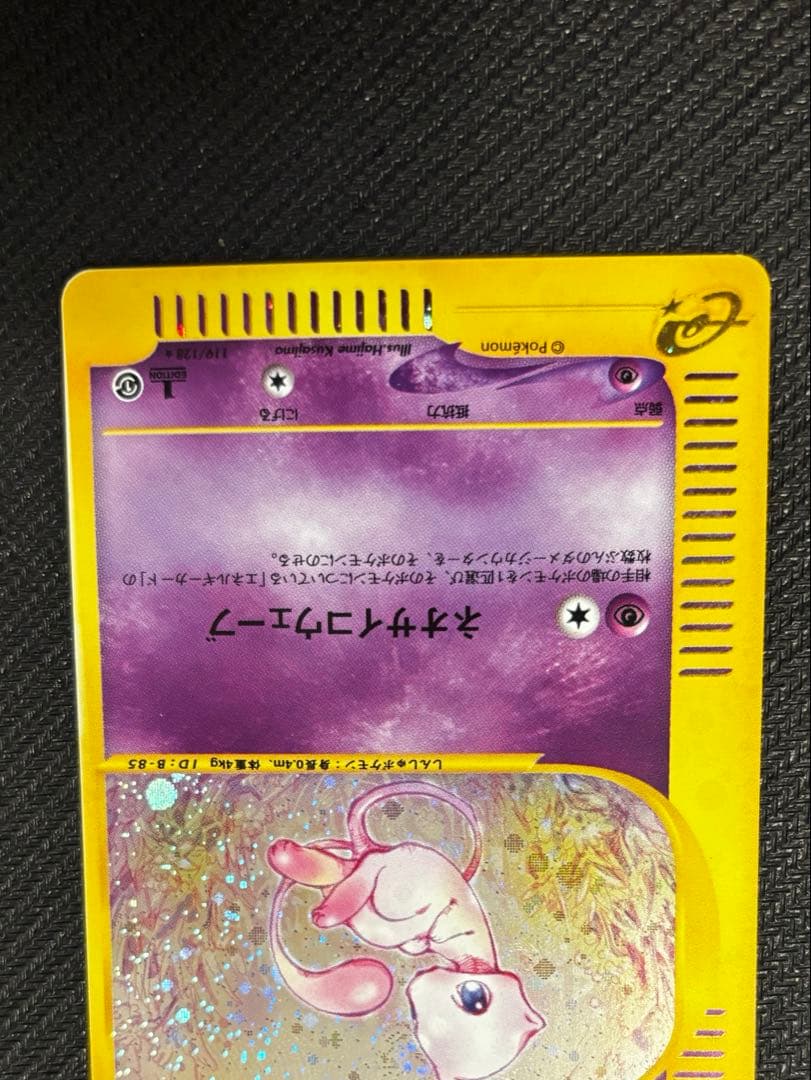 しんしゅポケモン：身長0.4m、体重4kg ID：B-85
ネオサイコウェーブ
相手の場のポケモンを1匹選び、そのポケモンについている「エネルギーカード」の
枚数ぶんのダメージカウンターを、そのポケモンにのせる。
弱点 抵抗力 にげる
1 EDITION
©Pokémon Illus.Hajime Kusajima 119/128★
e